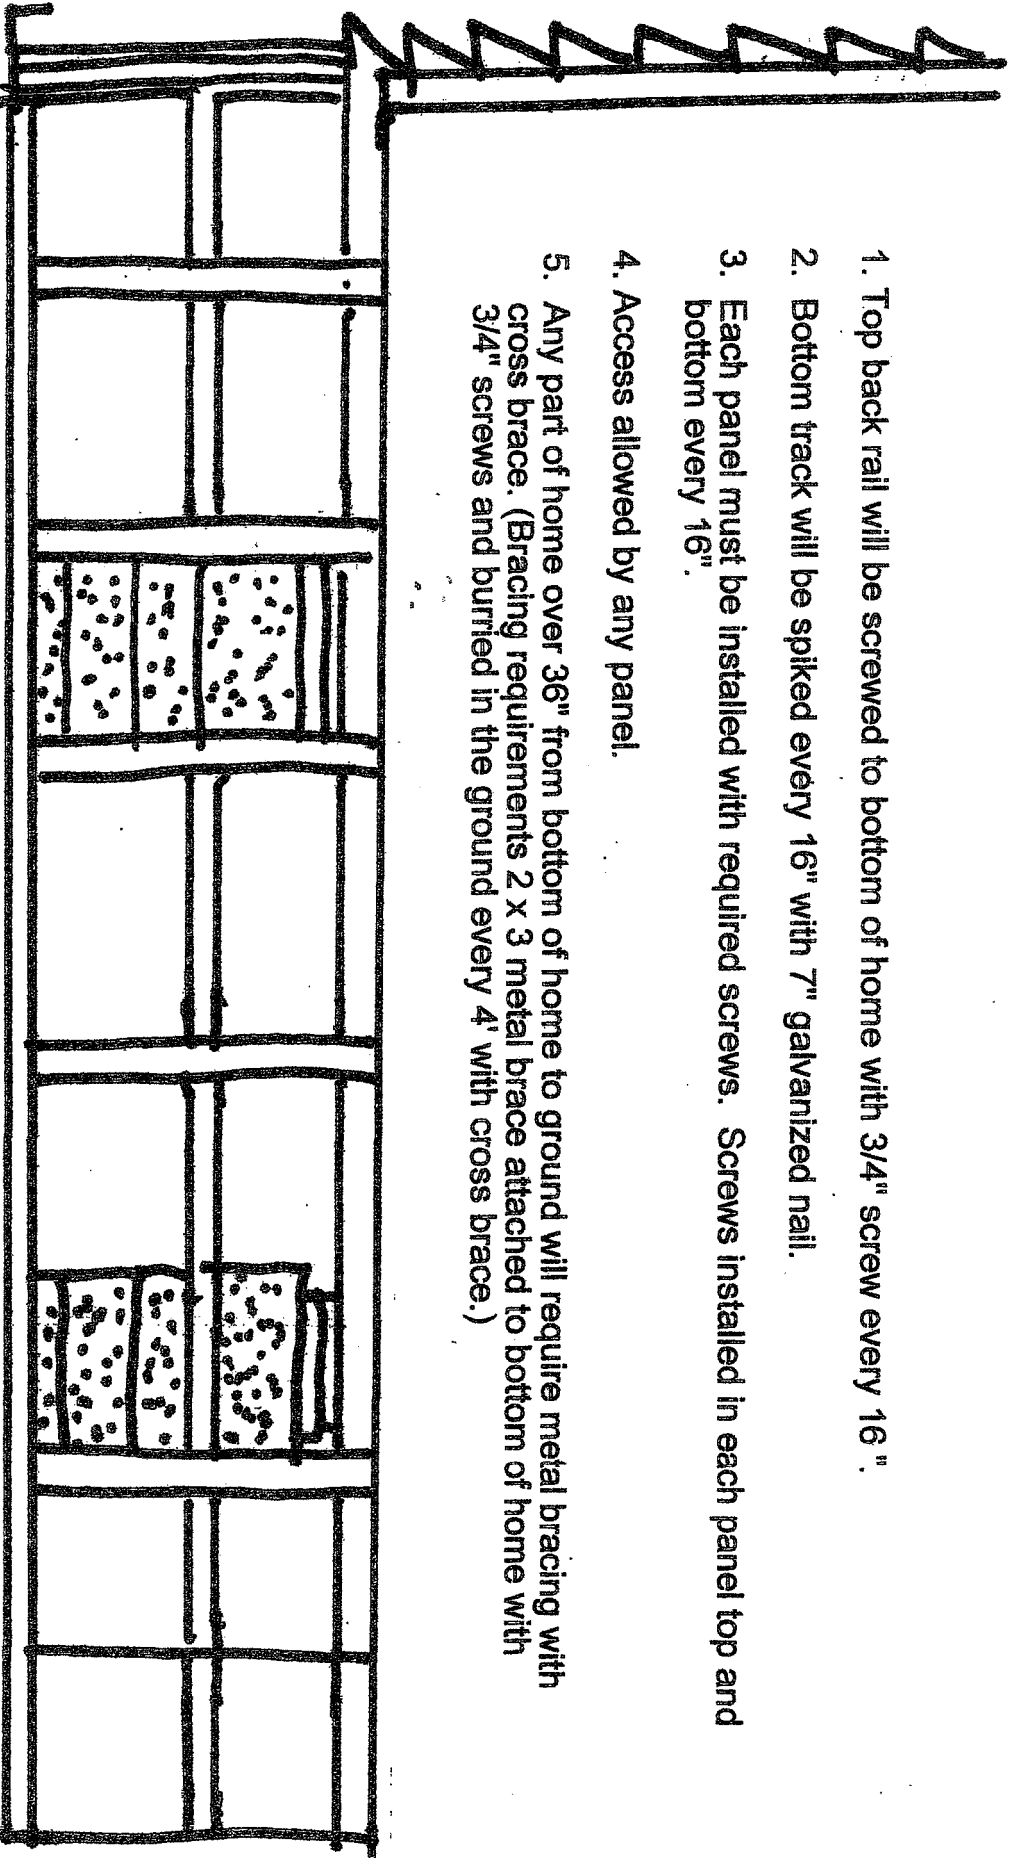 1. Top back rail will be screwed to bottom of home with 3/4" screw every 16 ".
2. Bottom track will be spiked every 16" with 7" galvanized nail.
3. Each panel must be installed with required screws. Screws installed in each panel top and
bottom every 16".
4. Access allowed by any panel.
5. Any part of home over 36" from bottom of home to ground will require metal bracing with
cross brace. (Bracing requirements 2 x 3 metal brace attached to bottom of home with
3/4" screws and burried in the ground every 4' with cross brace.)